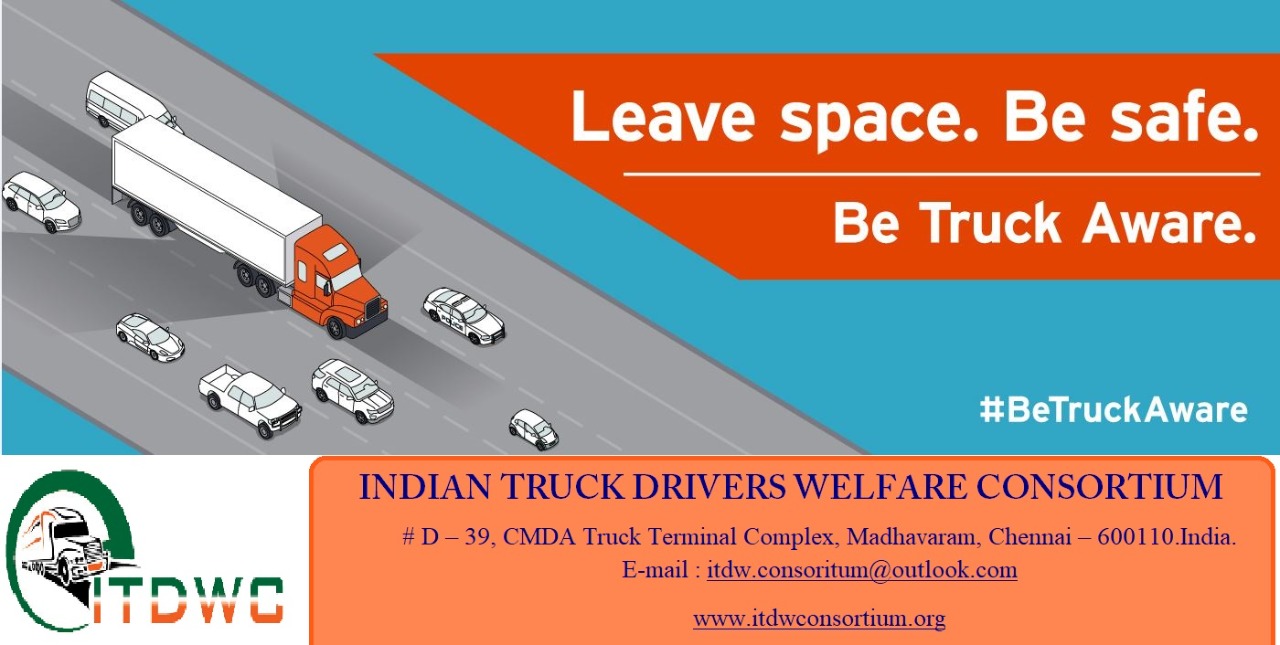 Leave space. Be safe.
Be Truck Aware.
POLICE
#BeTruckAware
ITDWC
INDIAN TRUCK DRIVERS WELFARE CONSORTIUM
# D – 39, CMDA Truck Terminal Complex, Madhavaram, Chennai – 600110.India.
E-mail : itdw.consoritum@outlook.com
www.itdwconsortium.org